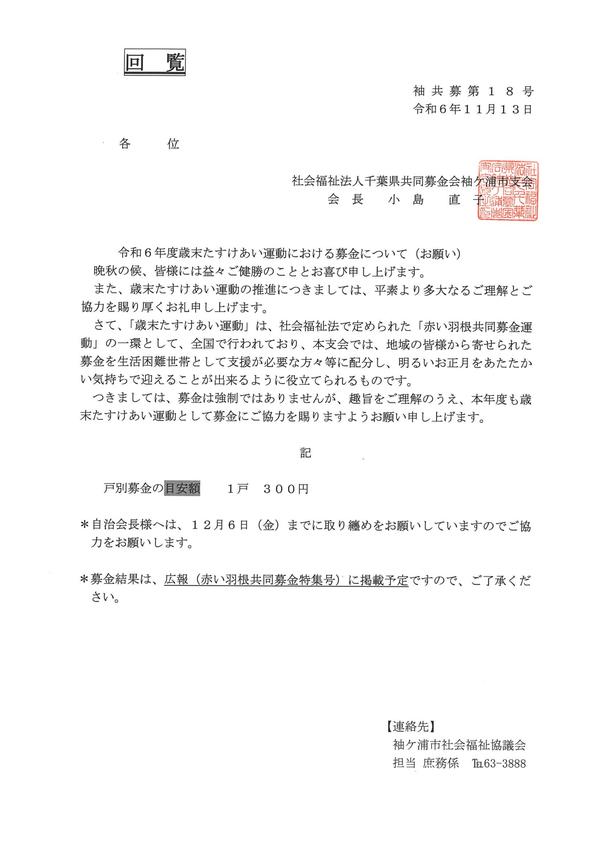 回　覧
袖共募第１８号
令和６年１１月１３日
各　　位
社会福祉法人千葉県共同募金会袖ケ浦市支会
会　長　　小　島　　直　子
令和６年度歳末たすけあい運動における募金について（お願い）
晩秋の侯、皆様には益々ご健勝のこととお喜び申し上げます。
また、歳末たすけあい運動の推進につきましては、平素より多大なるご理解とご
協力を賜り厚くお礼申し上げます。
さて、「歳末たすけあい運動」は、社会福祉法で定められた「赤い羽根共同募金運
動」の一環として、全国で行われており、本支会では、地域の皆様から寄せられた
募金を生活困難世帯として支援が必要な方々等に配分し、明るいお正月をあたたか
い気持ちで迎えることが出来るように役立てられるものです。
つきましては、募金は強制ではありませんが、趣旨をご理解のうえ、本年度も歳
末たすけあい運動として募金にご協力を賜りますようお願い申し上げます。
記
戸別募金の目安額　　１戸　３００円
＊自治会長様へは、１２月６日（金）までに取り纏めをお願いしていますのでご協
力をお願いします。
＊募金結果は、広報（赤い羽根共同募金特集号）に掲載予定ですので、ご了承くだ
さい。
【連絡先】
袖ケ浦市社会福祉協議会
担当 庶務係　℡63-3888